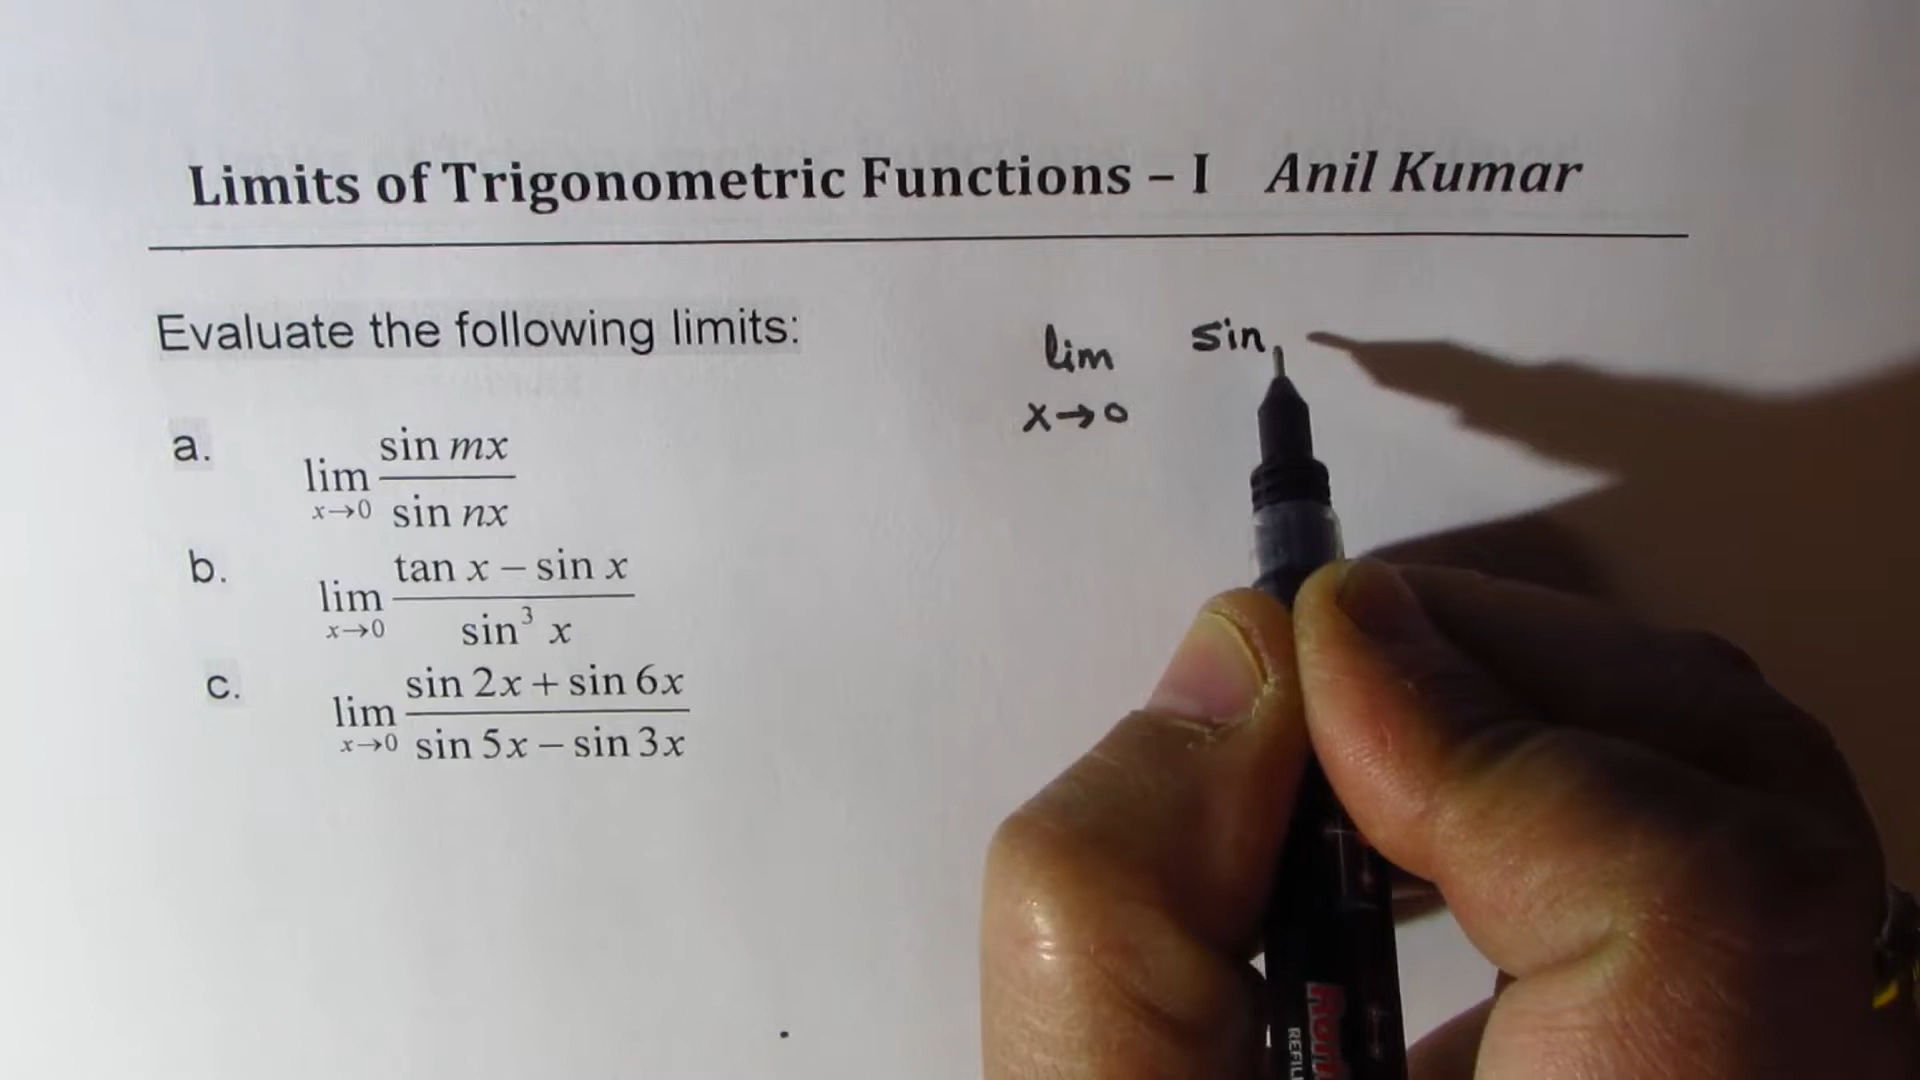 Limits of Trigonometric Functions – I Anil Kumar
Evaluate the following limits:
a. lim x→0 sin mx / sin nx
b. lim x→0 tan x – sin x / sin³ x
c. lim x→0 sin 2x + sin 6x / sin 5x – sin 3x
lim sin
x→0